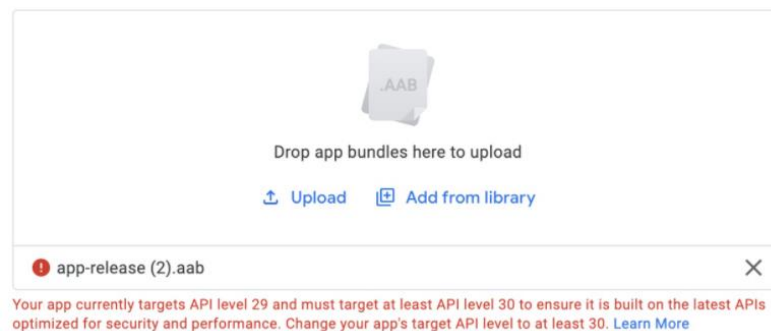 .AAB
Drop app bundles here to upload
Upload Add from library
app-release (2).aab
Your app currently targets API level 29 and must target at least API level 30 to ensure it is built on the latest APIs
optimized for security and performance. Change your app's target API level to at least 30. Learn More